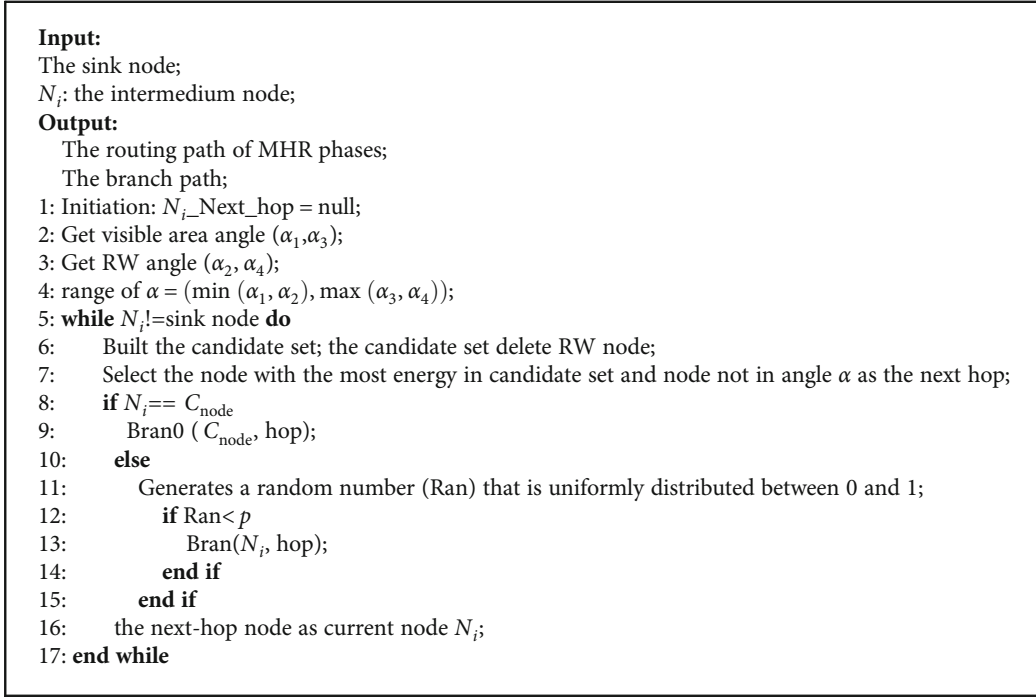 Input:
The sink node;
Nᵢ: the intermedium node;
Output:
The routing path of MHR phases;
The branch path;
1: Initiation: Nᵢ_Next_hop = null;
2: Get visible area angle (α₁,α₃);
3: Get RW angle (α₂, α₄);
4: range of α = (min (α₁, α₂), max (α₃, α₄));
5: while Nᵢ!=sink node do
6: Built the candidate set; the candidate set delete RW node;
7: Select the node with the most energy in candidate set and node not in angle α as the next hop;
8: if Nᵢ== C_node
9: Bran0 ( C_node, hop);
10: else
11: Generates a random number (Ran) that is uniformly distributed between 0 and 1;
12: if Ran< p
13: Bran(Nᵢ, hop);
14: end if
15: end if
16: the next-hop node as current node Nᵢ;
17: end while